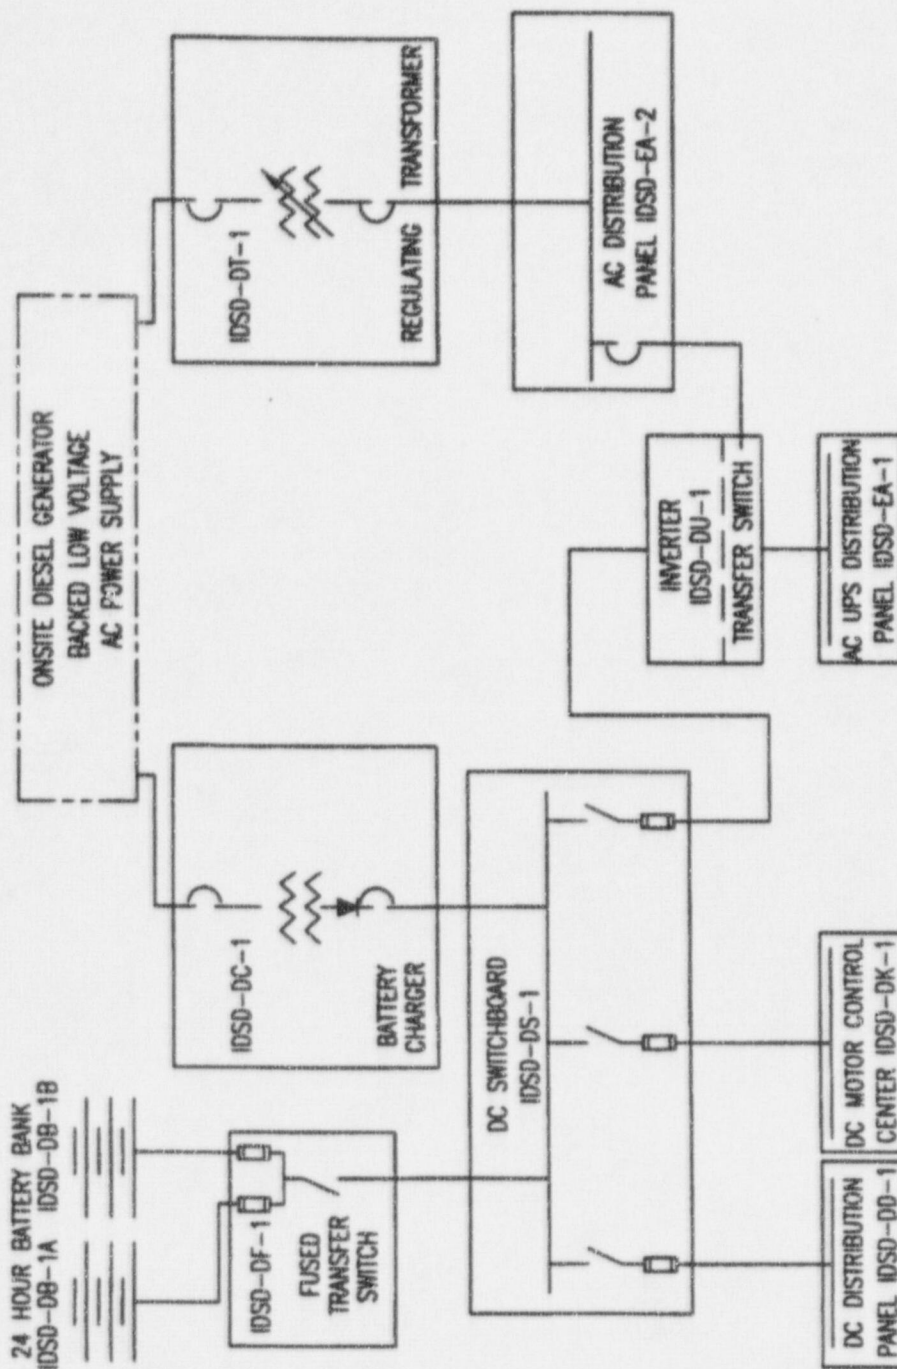 24 HOUR BATTERY BANK
IDSD-DB-1A IDSD-DB-1B
ONSITE DIESEL GENERATOR
BACKED LOW VOLTAGE
AC POWER SUPPLY
IDSD-DF-1
FUSED
TRANSFER
SWITCH
IDSD-DC-1
BATTERY
CHARGER
IDSD-DT-1
REGULATING TRANSFORMER
DC SWITCHBOARD
IDSD-DS-1
AC DISTRIBUTION
PANEL IDSD-EA-2
INVERTER
IDSD-DU-1
TRANSFER SWITCH
DC DISTRIBUTION
PANEL IDSD-DD-1
DC MOTOR CONTROL
CENTER IDSD-DK-1
AC UPS DISTRIBUTION
PANEL IDSD-EA-1